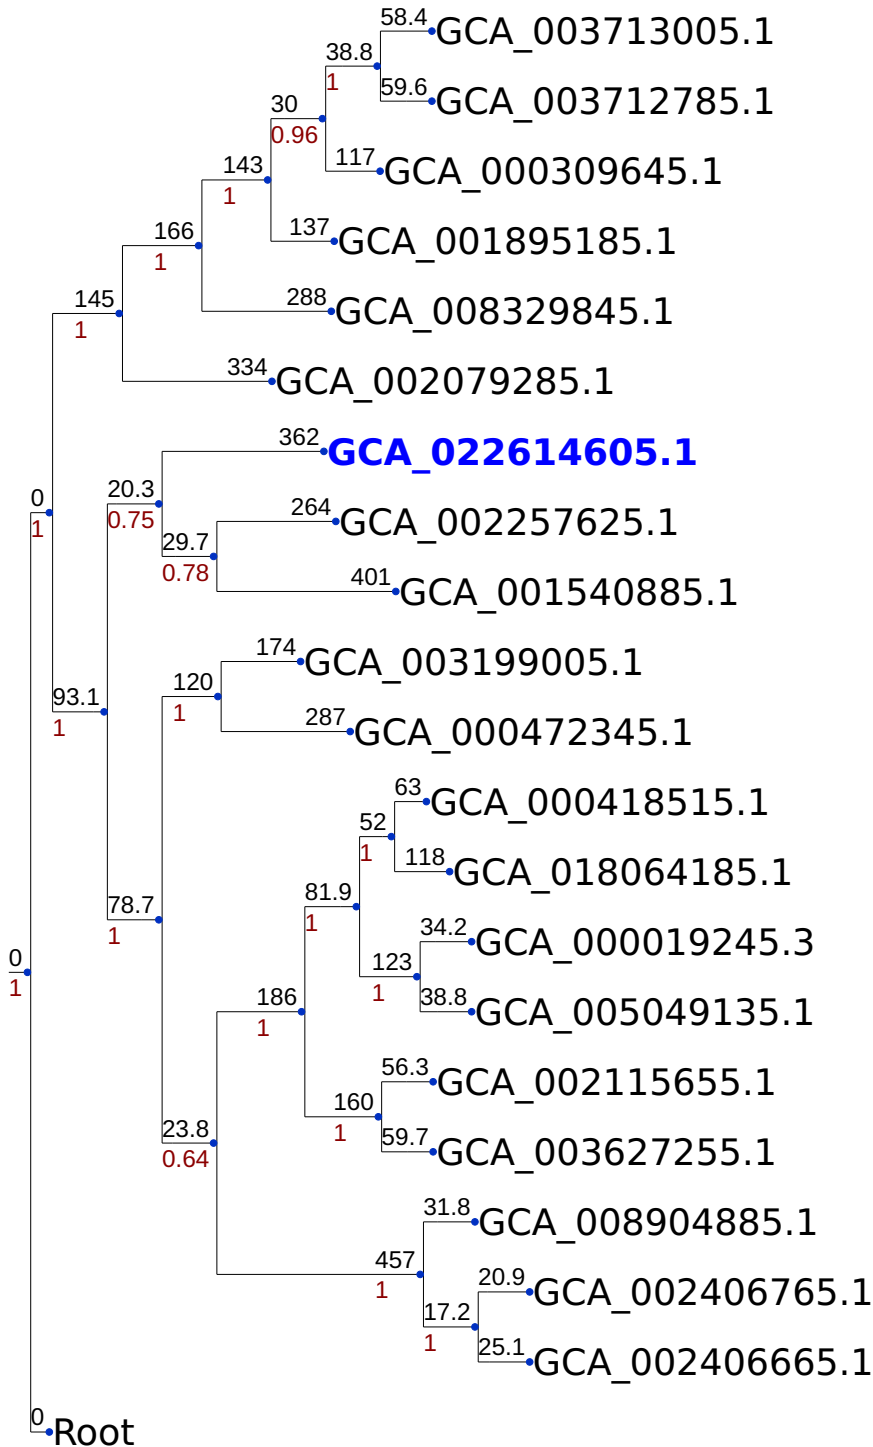 58.4
GCA_003713005.1
38.8
1
59.6
GCA_003712785.1
30
0.96
117
GCA_000309645.1
143
1
137
GCA_001895185.1
166
1
288
GCA_008329845.1
145
1
334
GCA_002079285.1
362
GCA_022614605.1
0
1
20.3
0.75
264
GCA_002257625.1
29.7
0.78
401
GCA_001540885.1
174
GCA_003199005.1
93.1
1
120
1
287
GCA_000472345.1
63
GCA_000418515.1
52
1
118
GCA_018064185.1
78.7
1
81.9
1
34.2
GCA_000019245.3
0
1
123
1
38.8
GCA_005049135.1
186
1
56.3
GCA_002115655.1
160
1
59.7
GCA_003627255.1
23.8
0.64
31.8
GCA_008904885.1
457
1
20.9
GCA_002406765.1
17.2
1
25.1
GCA_002406665.1
0
Root